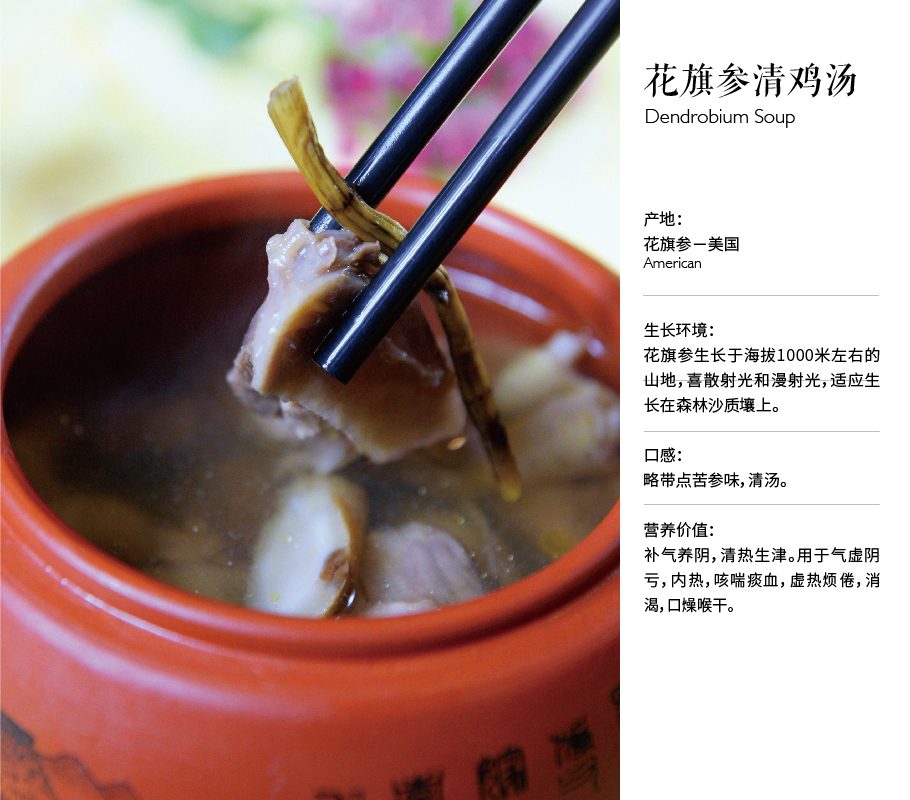 花旗参清鸡汤
Dendrobium Soup
产地：
花旗参－美国
American
生长环境：
花旗参生长于海拔1000米左右的
山地，喜散射光和漫射光，适应生
长在森林沙质壤上。
口感：
略带点苦参味，清汤。
营养价值：
补气养阴，清热生津。用于气虚阴
亏，内热，咳喘痰血，虚热烦倦，消
渴，口燥喉干。